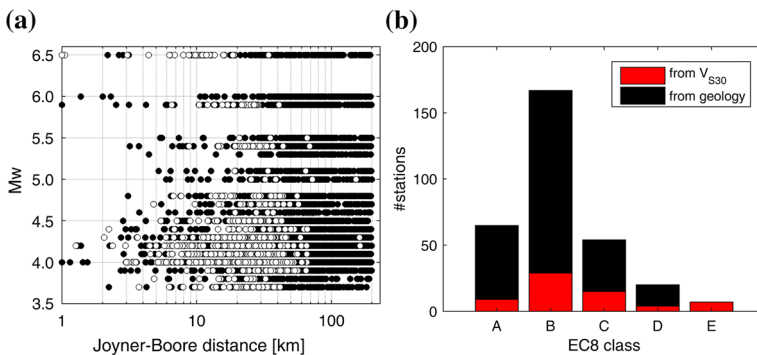 (a)
(b)
Mw
6.5
6.0
5.5
5.0
4.5
4.0
3.5
1
10
100
Joyner-Boore distance [km]
#stations
200
150
100
50
0
from VS30
from geology
A
B
C
D
E
EC8 class